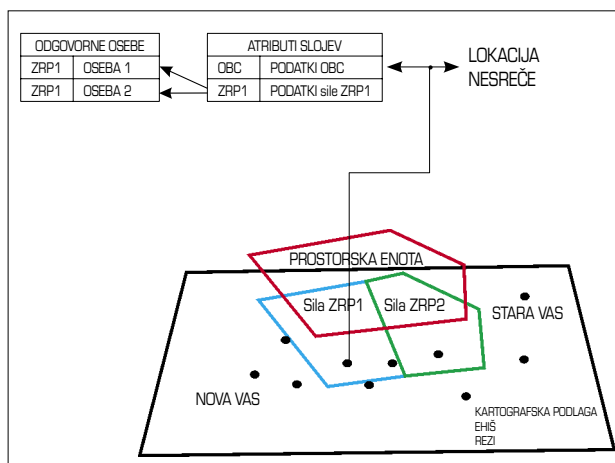 ODGOVORNE OSEBE
ZRP1 OSEBA 1
ZRP1 OSEBA 2
ATRIBUTI SLOJEV
OBC PODATKI OBC
ZRP1 PODATKI sile ZRP1
LOKACIJA
NESREČE
PROSTORSKA ENOTA
Sila ZRP1
Sila ZRP2
STARA VAS
NOVA VAS
KARTOGRAFSKA PODLAGA
EHIŠ
REZI